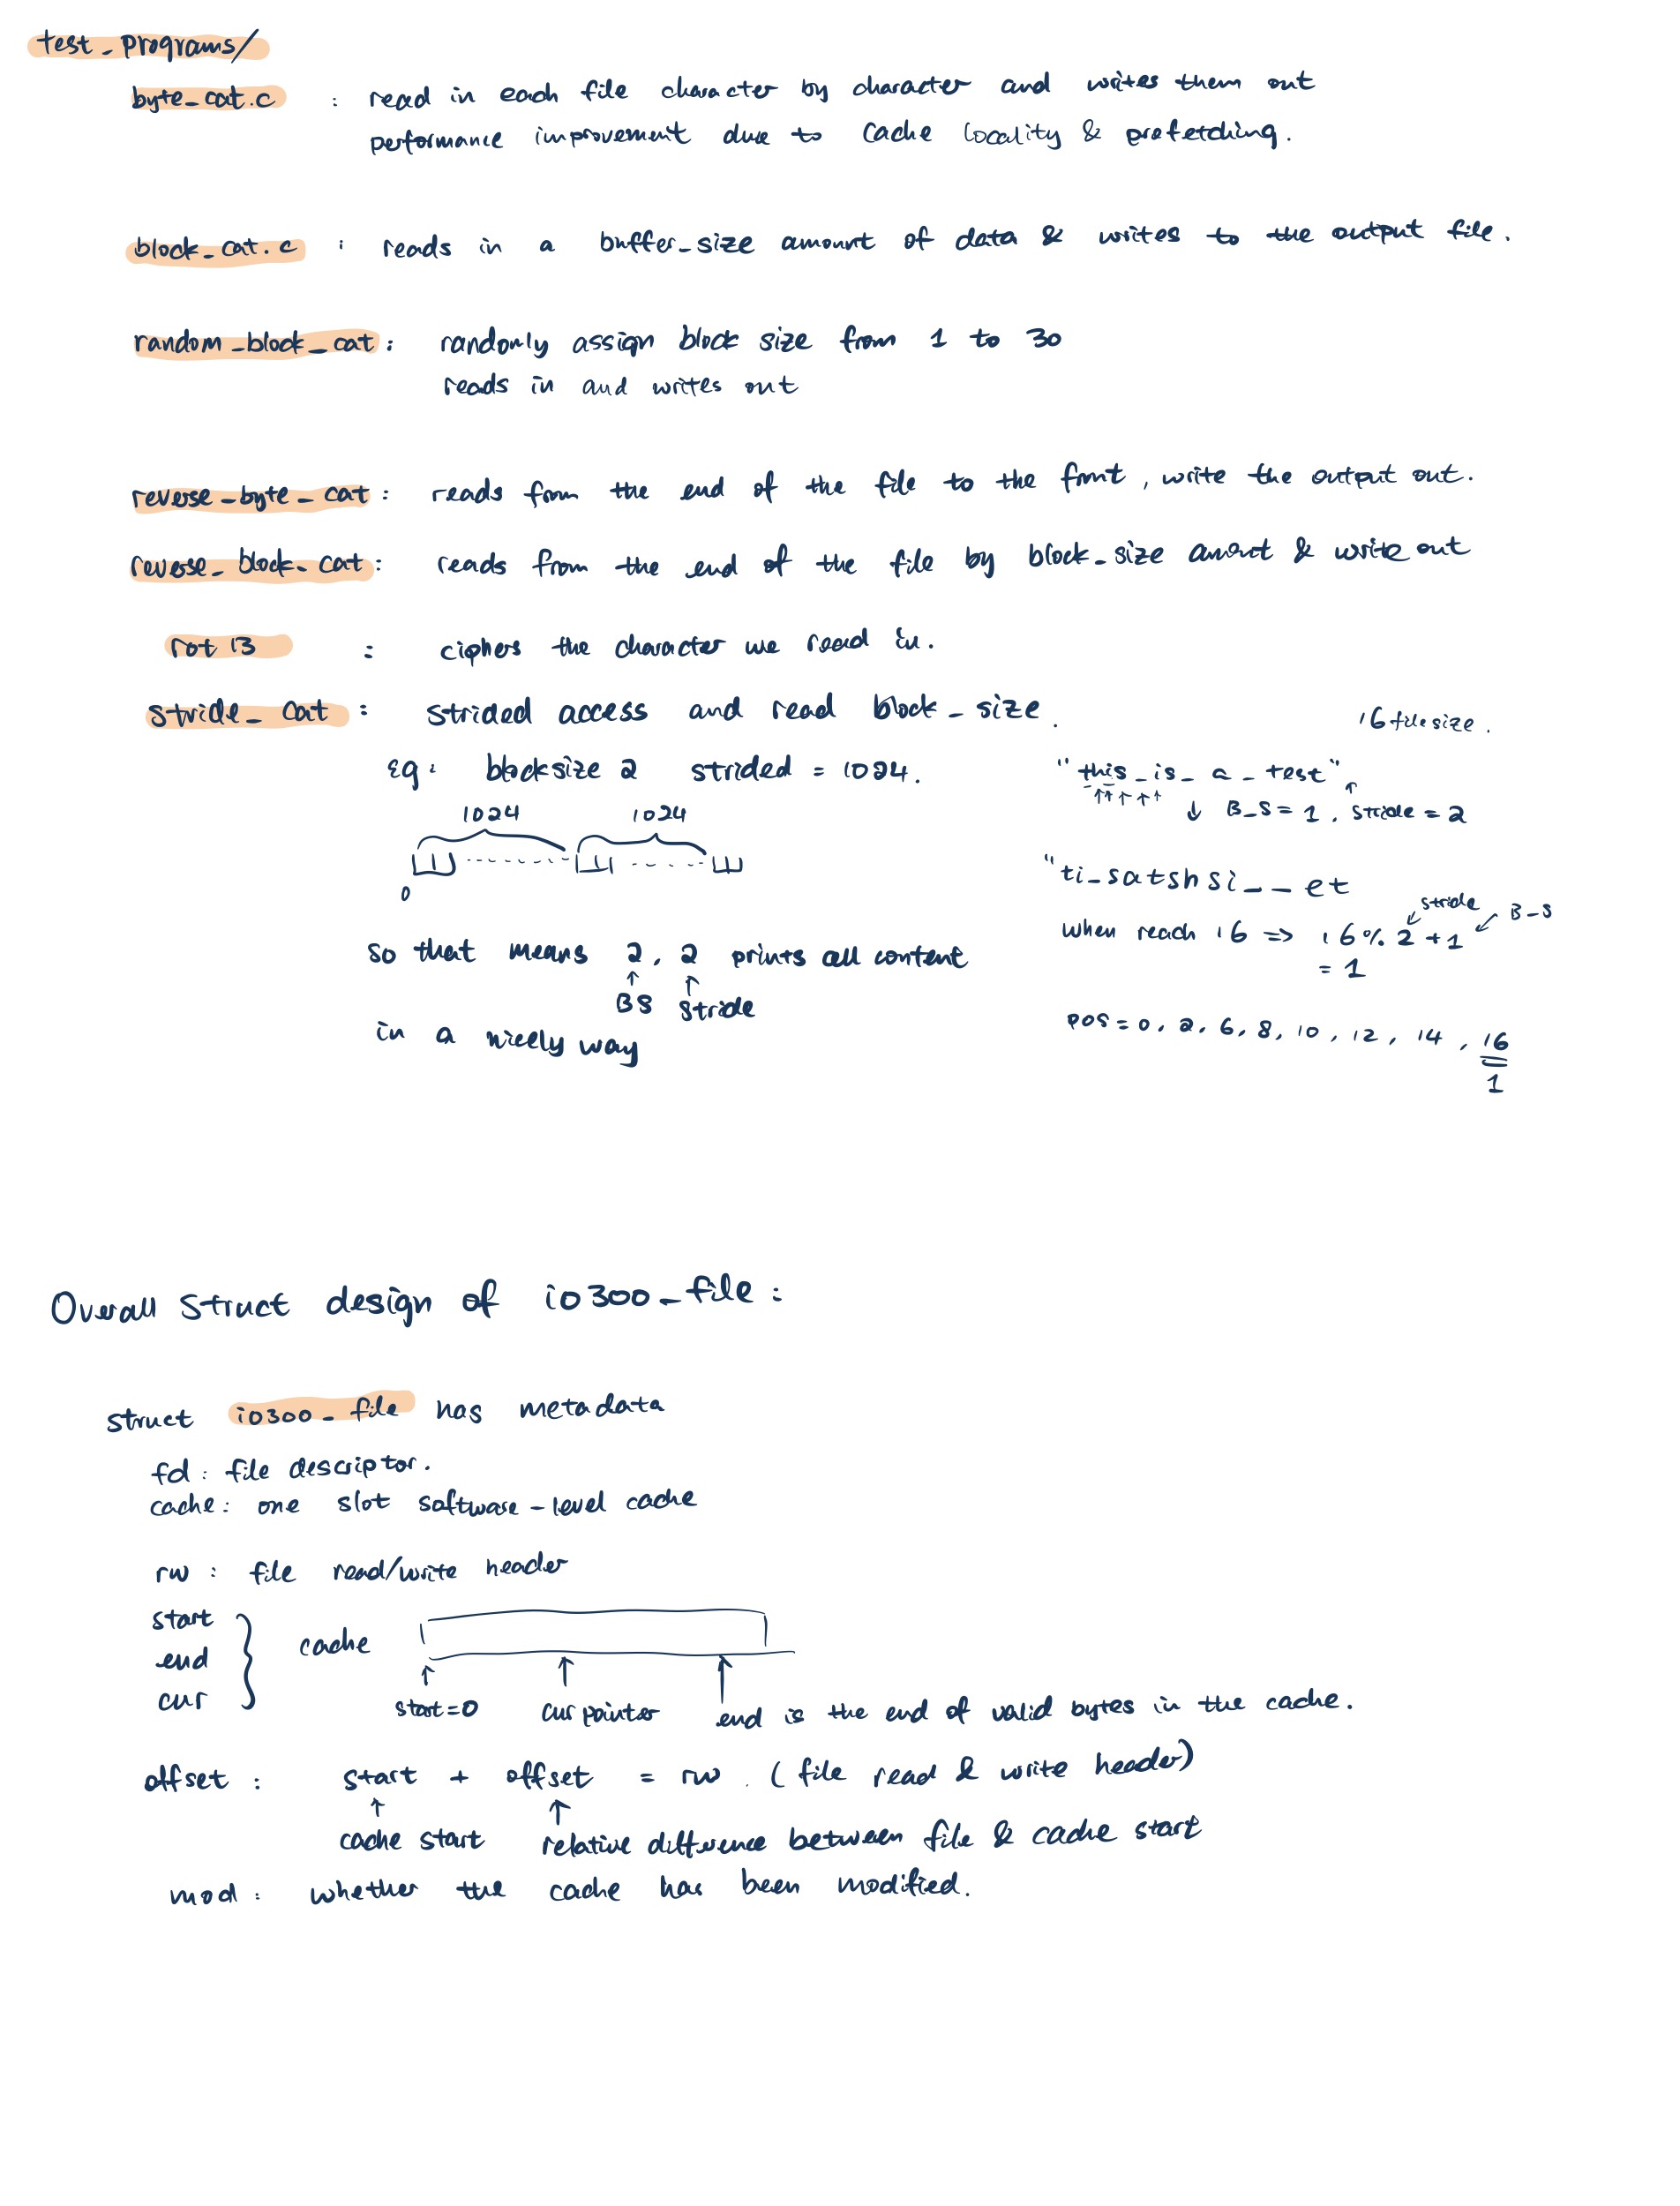 test_programs/
byte_cat.c : read in each file character by character and writes them out
performance improvement due to cache locality & prefetching.
block_cat.c : reads in a buffer_size amount of data & writes to the output file.
random_block_cat : randomly assign block size from 1 to 30
reads in and writes out
reverse_byte_cat : reads from the end of the file to the front, write the output out.
reverse_block_cat : reads from the end of the file by block_size amount & write out
rot 13 : ciphers the character we read in.
stride_cat : strided access and read block_size.
eg: blocksize 2 strided = 1024.
1024 1024
0
so that means 2, 2 prints all content
BS stride
in a nicely way
16 file size.
"this_is_a_test"
B_S = 1, stride = 2
"ti_satshsi__et
stride B-S
when reach 16 => 16 % 2 + 1
= 1
pos = 0, 2, 6, 8, 10, 12, 14, 16
1
Overall struct design of io300_file :
struct io300_file has metadata
fd : file descriptor.
cache : one slot software-level cache
rw : file read/write header
start
end
cur
cache
start=0 cur pointer end is the end of valid bytes in the cache.
offset : start + offset = rw. (file read & write header)
cache start relative difference between file & cache start
mod : whether the cache has been modified.